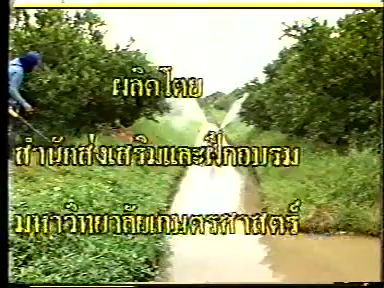 ผลิตโดย
สำนักส่งเสริมและฝึกอบรม
มหาวิทยาลัยเกษตรศาสตร์